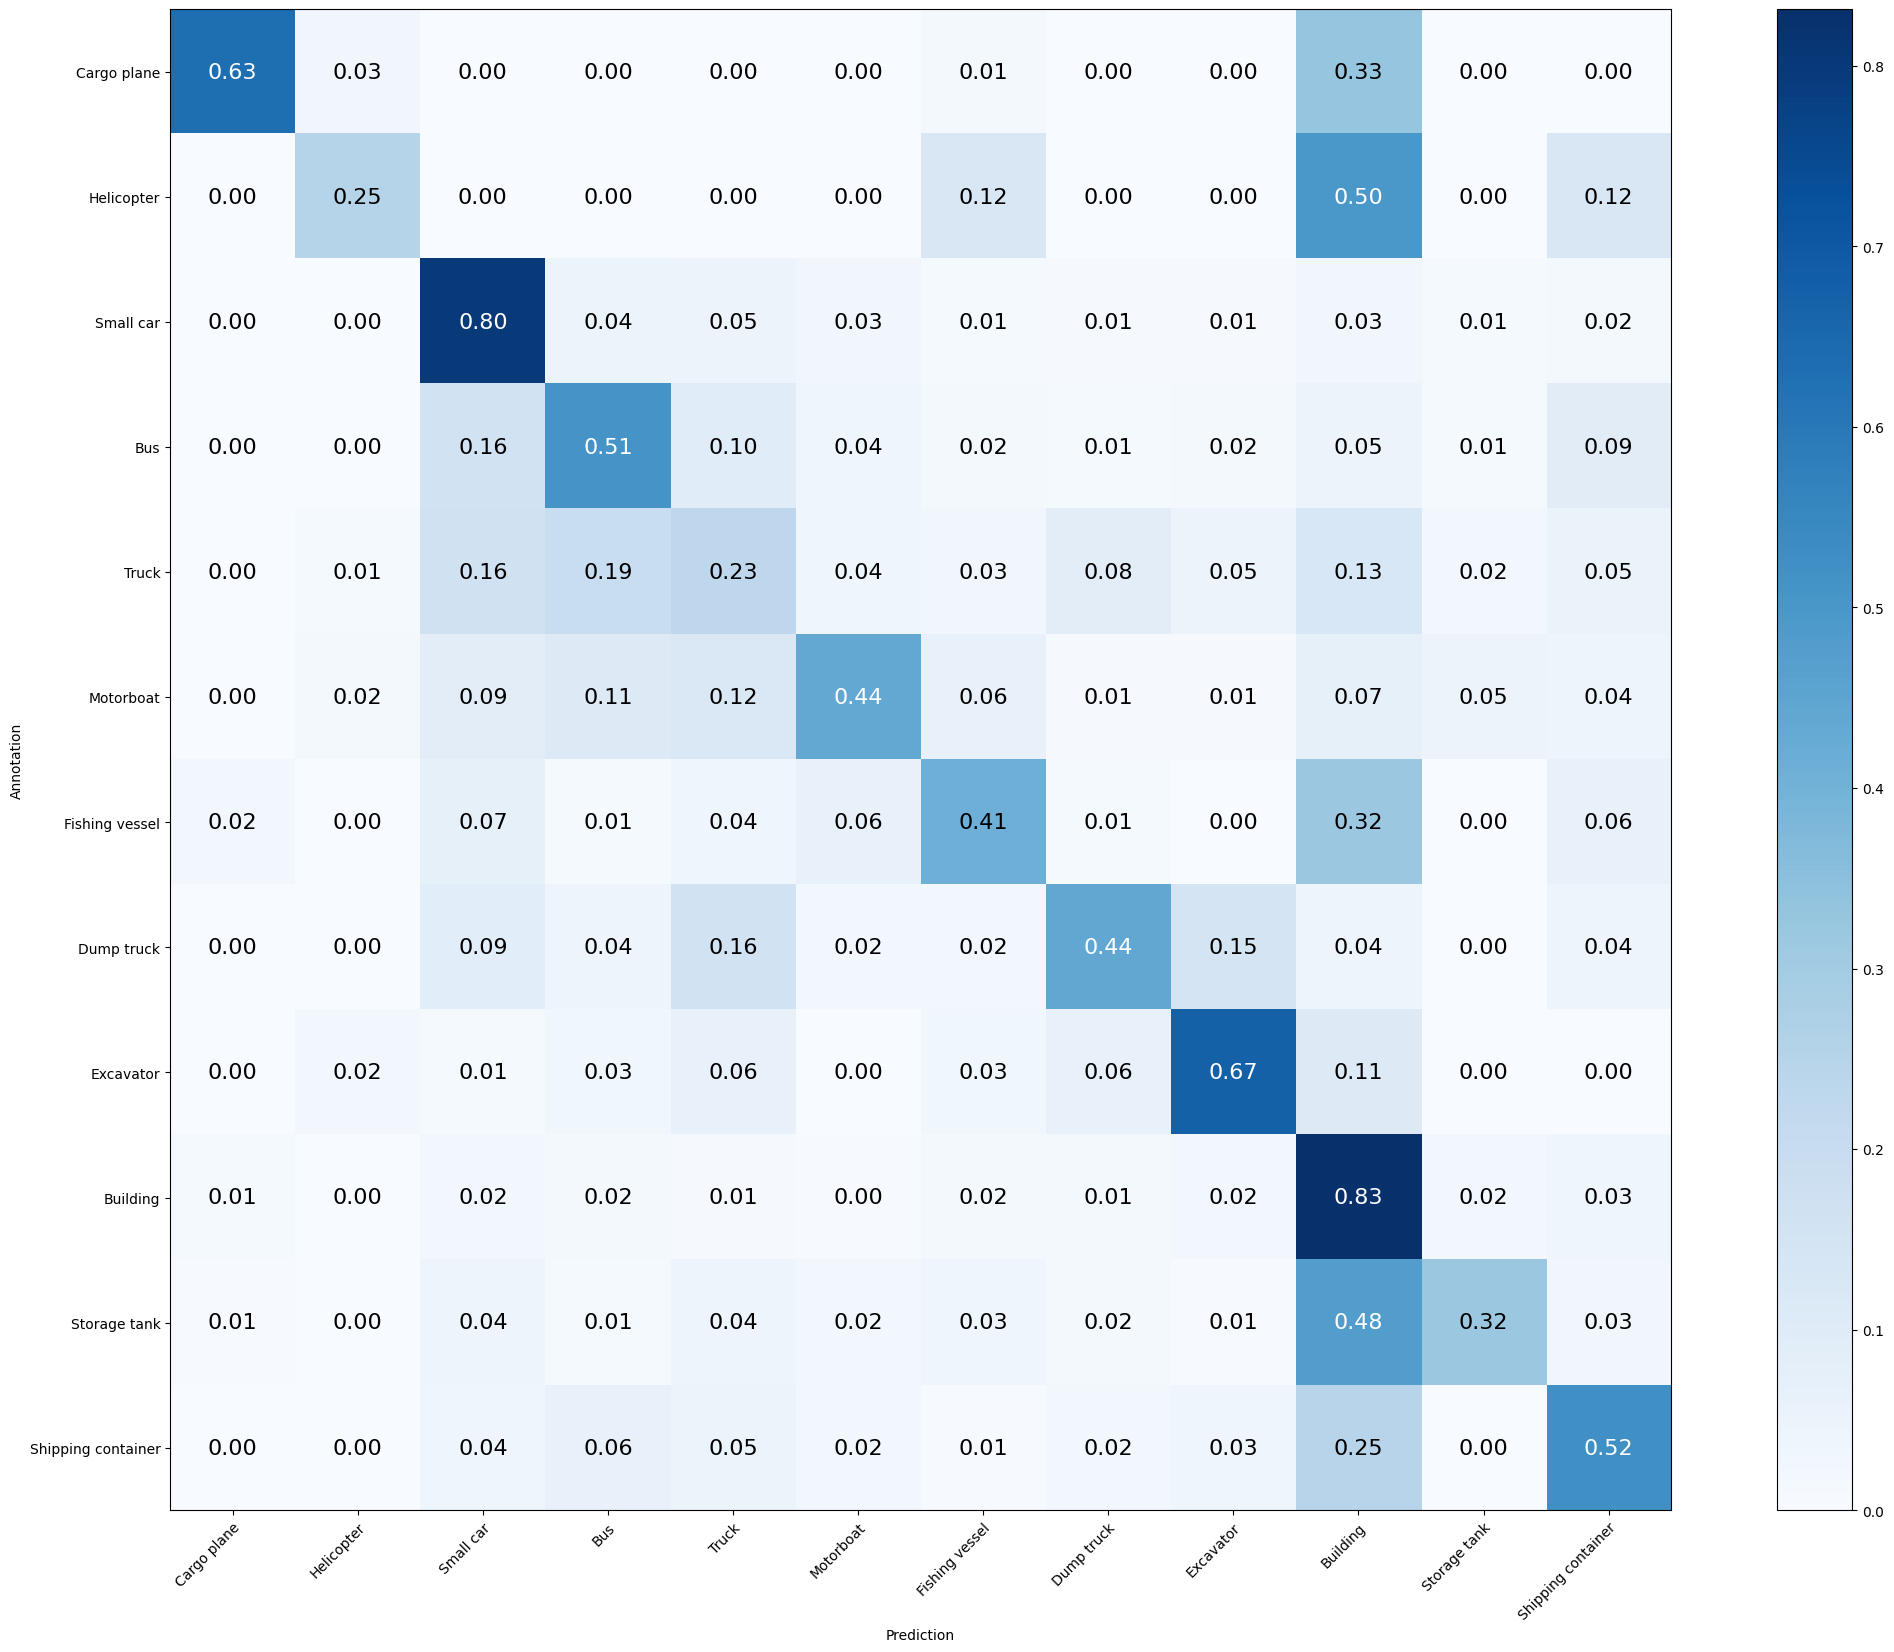 Cargo plane 0.63 0.03 0.00 0.00 0.00 0.00 0.01 0.00 0.00 0.33 0.00 0.00
Helicopter 0.00 0.25 0.00 0.00 0.00 0.00 0.12 0.00 0.00 0.50 0.00 0.12
Small car 0.00 0.00 0.80 0.04 0.05 0.03 0.01 0.01 0.01 0.03 0.01 0.02
Bus 0.00 0.00 0.16 0.51 0.10 0.04 0.02 0.01 0.02 0.05 0.01 0.09
Truck 0.00 0.01 0.16 0.19 0.23 0.04 0.03 0.08 0.05 0.13 0.02 0.05
Motorboat 0.00 0.02 0.09 0.11 0.12 0.44 0.06 0.01 0.01 0.07 0.05 0.04
Fishing vessel 0.02 0.00 0.07 0.01 0.04 0.06 0.41 0.01 0.00 0.32 0.00 0.06
Dump truck 0.00 0.00 0.09 0.04 0.16 0.02 0.02 0.44 0.15 0.04 0.00 0.04
Excavator 0.00 0.02 0.01 0.03 0.06 0.00 0.03 0.06 0.67 0.11 0.00 0.00
Building 0.01 0.00 0.02 0.02 0.01 0.00 0.02 0.01 0.02 0.83 0.02 0.03
Storage tank 0.01 0.00 0.04 0.01 0.04 0.02 0.03 0.02 0.01 0.48 0.32 0.03
Shipping container 0.00 0.00 0.04 0.06 0.05 0.02 0.01 0.02 0.03 0.25 0.00 0.52
Annotation
Cargo plane
Helicopter
Small car
Bus
Truck
Motorboat
Fishing vessel
Dump truck
Excavator
Building
Storage tank
Shipping container
Prediction
0.8
0.7
0.6
0.5
0.4
0.3
0.2
0.1
0.0